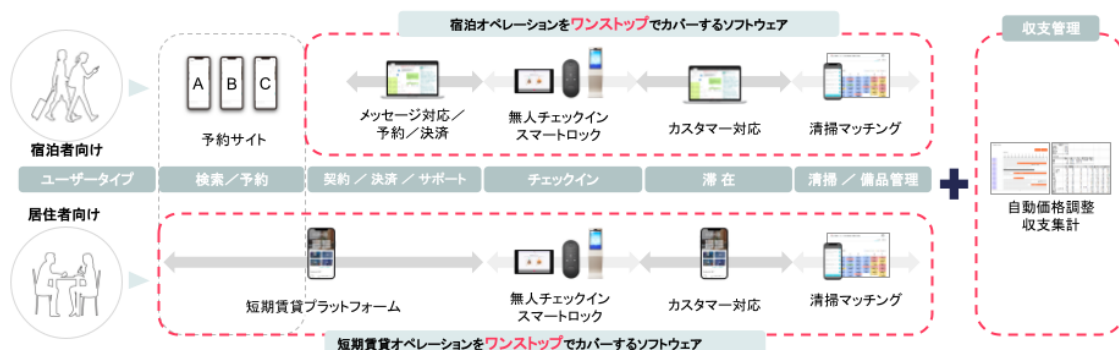 宿泊オペレーションをワンストップでカバーするソフトウェア
収支管理
A B C
予約サイト
メッセージ対応／
予約／決済
無人チェックイン
スマートロック
カスタマー対応
清掃マッチング
宿泊者向け
ユーザータイプ
検索／予約
契約 ／ 決済 ／ サポート
チェックイン
滞 在
清掃 ／ 備品管理
自動価格調整
収支集計
居住者向け
短期賃貸プラットフォーム
無人チェックイン
スマートロック
カスタマー対応
清掃マッチング
短期賃貸オペレーションをワンストップでカバーするソフトウェア